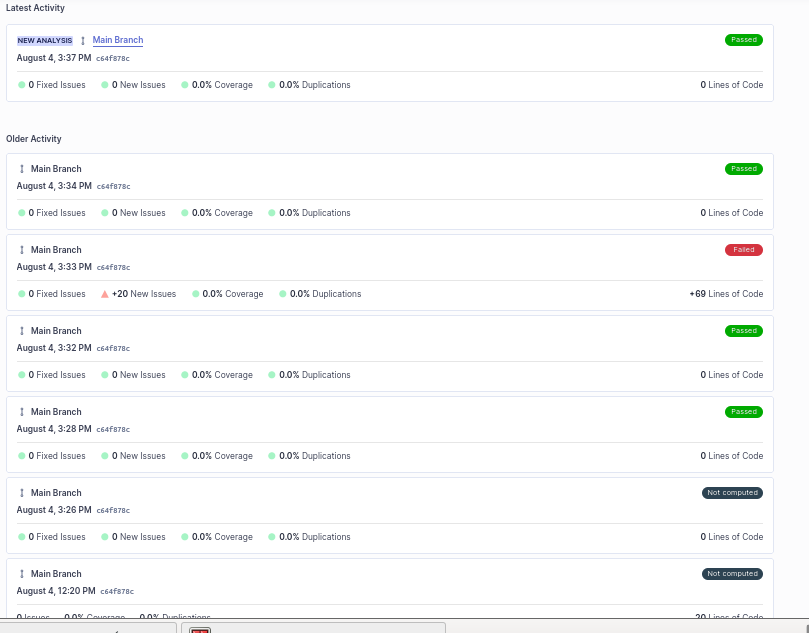 Latest Activity
NEW ANALYSIS Main Branch Passed
August 4, 3:37 PM c64f878c
0 Fixed Issues 0 New Issues 0.0% Coverage 0.0% Duplications 0 Lines of Code
Older Activity
Main Branch Passed
August 4, 3:34 PM c64f878c
0 Fixed Issues 0 New Issues 0.0% Coverage 0.0% Duplications 0 Lines of Code
Main Branch Failed
August 4, 3:33 PM c64f878c
0 Fixed Issues +20 New Issues 0.0% Coverage 0.0% Duplications +69 Lines of Code
Main Branch Passed
August 4, 3:32 PM c64f878c
0 Fixed Issues 0 New Issues 0.0% Coverage 0.0% Duplications 0 Lines of Code
Main Branch Passed
August 4, 3:28 PM c64f878c
0 Fixed Issues 0 New Issues 0.0% Coverage 0.0% Duplications 0 Lines of Code
Main Branch Not computed
August 4, 3:26 PM c64f878c
0 Fixed Issues 0 New Issues 0.0% Coverage 0.0% Duplications 0 Lines of Code
Main Branch Not computed
August 4, 12:20 PM c64f878c
0 Issues 0.0% Coverage 0.0% Duplications 20 Lines of Code